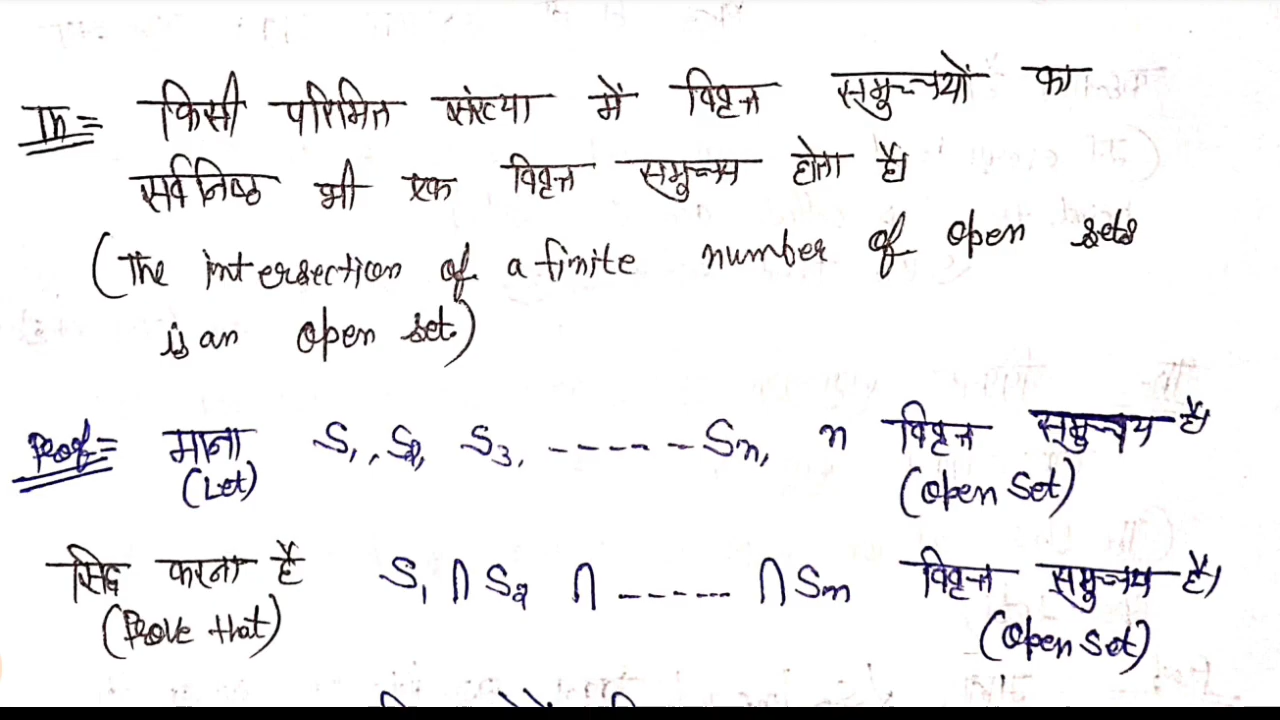 Th= किसी परिमित संख्या में विवृत्त समुच्चयों का
सर्वनिष्ठ भी एक विवृत्त समुच्चय होता है।
(The intersection of a finite number of open sets
is an open set.)
Proof= माना S₁, S₂, S₃, ------ Sn, n विवृत्त समुच्चय है।
(Let) (open Set)
सिद्ध करना है S₁ ∩ S₂ ∩ ------ ∩ Sn विवृत्त समुच्चय है।
(Prove that) (open Set)